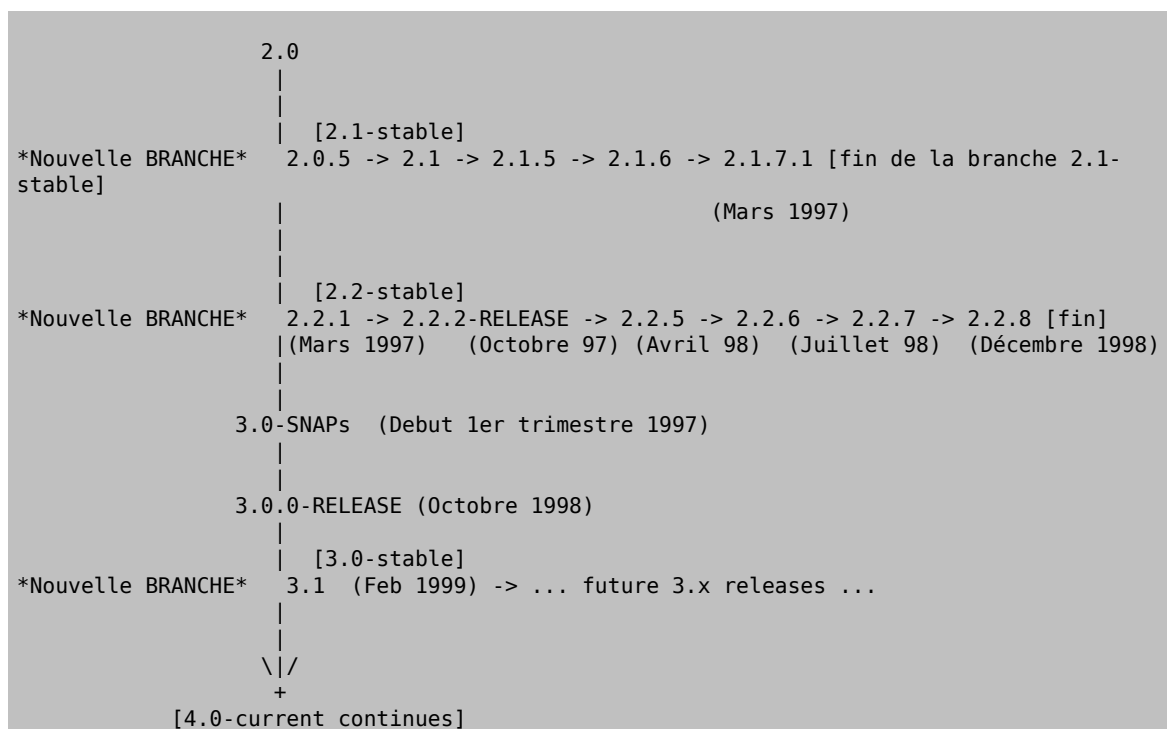 2.0
                     |
                     |
                     |  [2.1-stable]
*Nouvelle BRANCHE*   2.0.5 -> 2.1 -> 2.1.5 -> 2.1.6 -> 2.1.7.1 [fin de la branche 2.1-
stable]
                     |                                (Mars 1997)
                     |
                     |
                     |  [2.2-stable]
*Nouvelle BRANCHE*   2.2.1 -> 2.2.2-RELEASE -> 2.2.5 -> 2.2.6 -> 2.2.7 -> 2.2.8 [fin]
                     |(Mars 1997)   (Octobre 97) (Avril 98)  (Juillet 98)  (Décembre 1998)
                     |
                     |
                 3.0-SNAPs  (Debut 1er trimestre 1997)
                     |
                     |
                 3.0.0-RELEASE (Octobre 1998)
                     |
                     |  [3.0-stable]
*Nouvelle BRANCHE*   3.1  (Feb 1999) -> ... future 3.x releases ...
                     |
                     |
                    \|/
                     +
            [4.0-current continues]